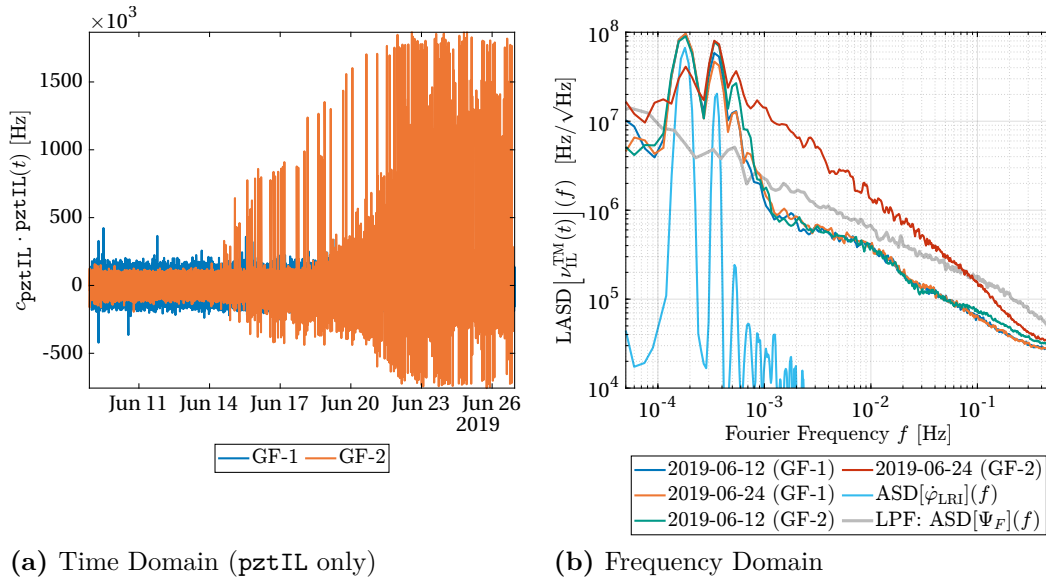 ×10³
1500
1000
500
0
-500
c_pztIL · pztIL(t) [Hz]
Jun 11 Jun 14 Jun 17 Jun 20 Jun 23 Jun 26
2019
GF-1 GF-2
(a) Time Domain (pztIL only)
10⁸
10⁷
10⁶
10⁵
10⁴
LASD[ν_IL^TM(t)](f) [Hz/√Hz]
10⁻⁴ 10⁻³ 10⁻² 10⁻¹
Fourier Frequency f [Hz]
2019-06-12 (GF-1) 2019-06-24 (GF-2)
2019-06-24 (GF-1) ASD[φ̇_LRI](f)
2019-06-12 (GF-2) LPF: ASD[Ψ_F](f)
(b) Frequency Domain